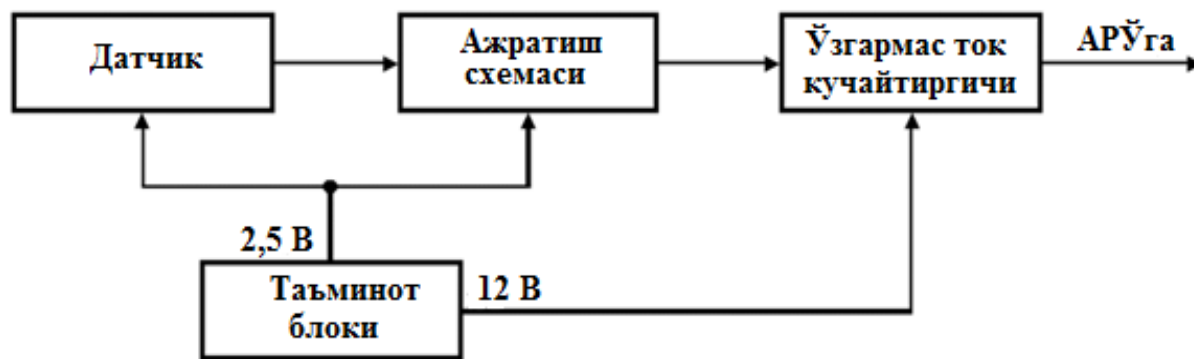 Датчик
Ажратиш
схемаси
Ўзгармас ток
кучайтиргичи
АРЎга
2,5 В
12 В
Таъминот
блоки